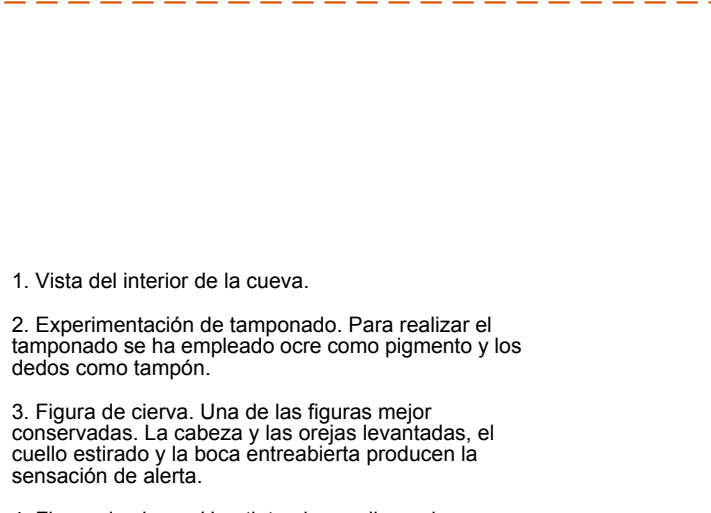 1. Vista del interior de la cueva.
2. Experimentación de tamponado. Para realizar el
tamponado se ha empleado ocre como pigmento y los
dedos como tampón.
3. Figura de cierva. Una de las figuras mejor
conservadas. La cabeza y las orejas levantadas, el
cuello estirado y la boca entreabierta producen la
sensación de alerta.